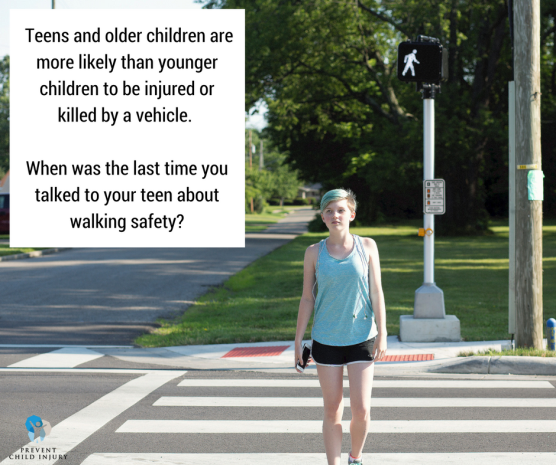 Teens and older children are
more likely than younger
children to be injured or
killed by a vehicle.
When was the last time you
talked to your teen about
walking safety?
PREVENT
CHILD INJURY